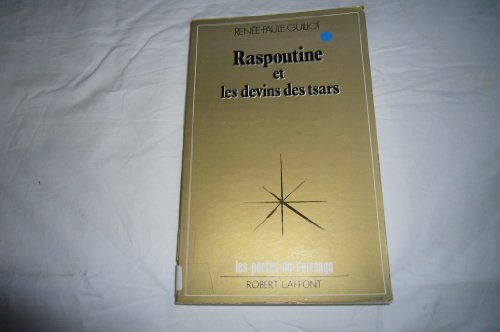 RENÉE-PAULE GUILLOT
Raspoutine
et
les devins des tsars
les portes de l'étrange
ROBERT LAFFONT